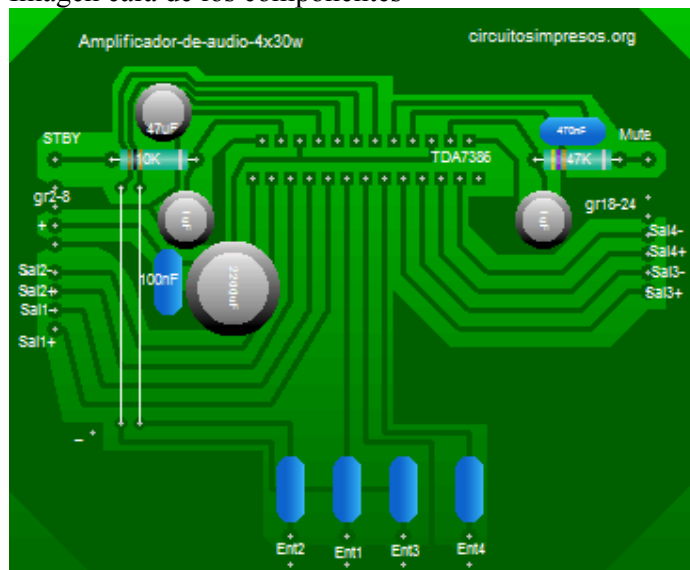 Imagen cara de los componentes
Amplificador-de-audio-4x30w
circuitosimpresos.org
47uF
470nF
STBY
Mute
10K
TDA7386
47K
gr2-8
gr18-24
1uF
1uF
+
Sal4-
Sal4+
Sal2-
100nF
2200uF
Sal3-
Sal2+
Sal3+
Sal1-
Sal1+
-
Ent2
Ent1
Ent3
Ent4